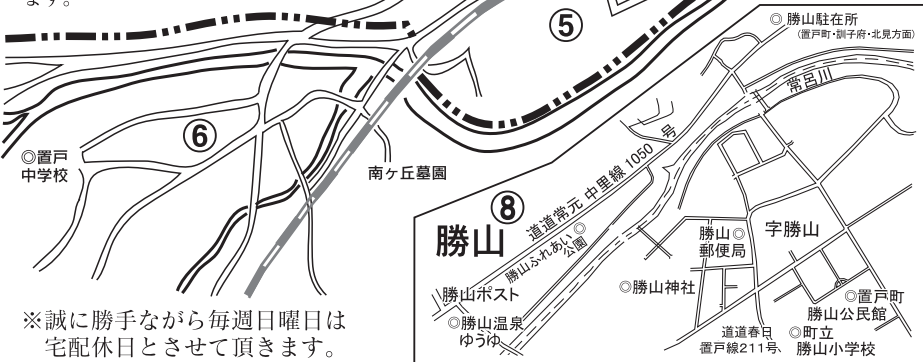 ます。
⑤
⑥
◎置戸
中学校
南ヶ丘墓園
※誠に勝手ながら毎週日曜日は
宅配休日とさせて頂きます。
⑧
勝山
◎勝山駐在所
(置戸町・訓子府・北見方面)
常呂川
道道常元 中里線 1050 号
勝山ふれあい◎
公園
勝山ポスト
◎勝山温泉
ゆうゆ
勝山◎
郵便局
字勝山
◎勝山神社
◎置戸町
勝山公民館
道道春日
置戸線211号
◎町立
勝山小学校